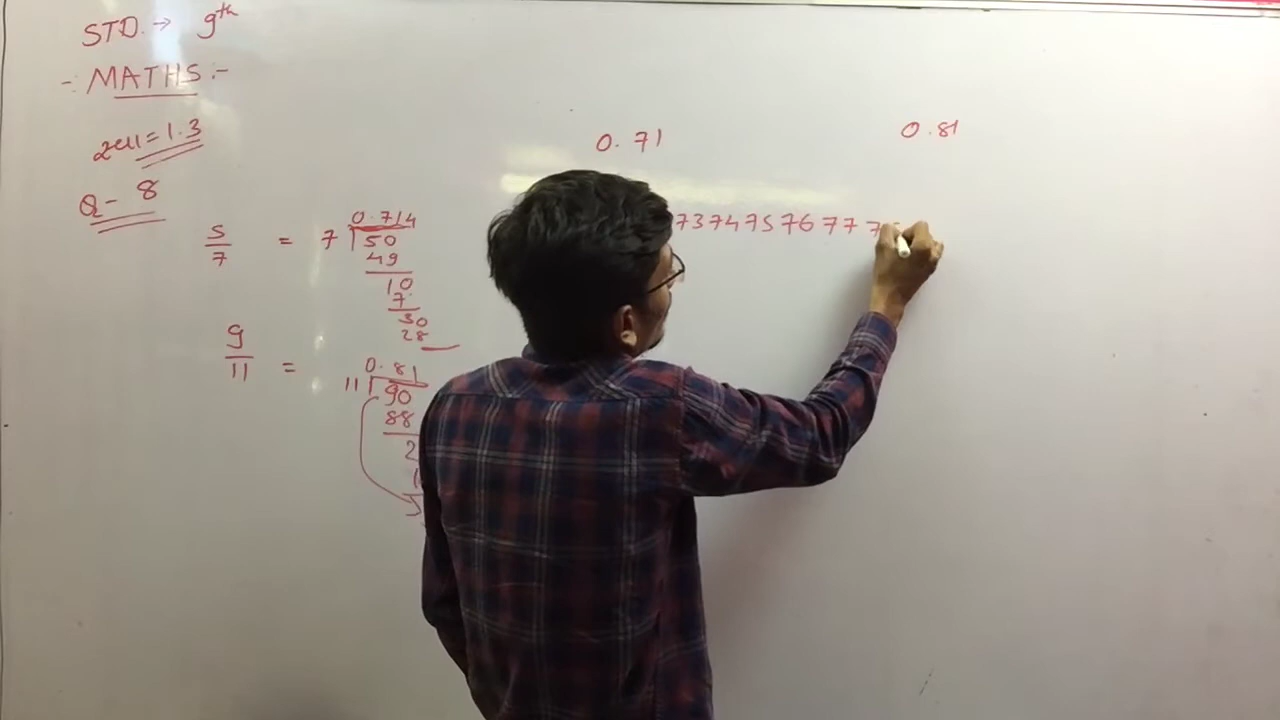 STD. → 9th
-: MATHS :-
= 1.3
Q - 8
0.71
0.81
73 74 75 76 77 7
5/7 = 7 0.714
50
49
10
7
30
28
9/11 = 11 0.81
90
88
2